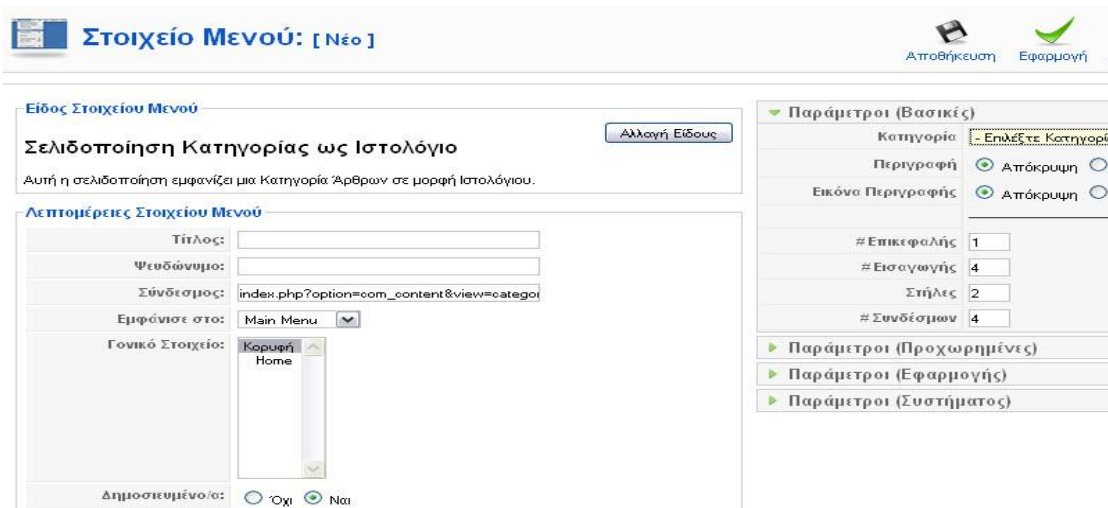 Στοιχείο Μενού: [ Νέο ]
Αποθήκευση Εφαρμογή
Είδος Στοιχείου Μενού
Αλλαγή Είδους
Σελιδοποίηση Κατηγορίας ως Ιστολόγιο
Αυτή η σελιδοποίηση εμφανίζει μια Κατηγορία Άρθρων σε μορφή Ιστολόγιου.
Λεπτομέρειες Στοιχείου Μενού
Τίτλος:
Ψευδώνυμο:
Σύνδεσμος: index.php?option=com_content&view=categor
Εμφάνισε στο: Main Menu
Γονικό Στοιχείο: Κορυφή
Home
Δημοσιευμένο/α: Όχι Ναι
Παράμετροι (Βασικές)
Κατηγορία - Επιλέξτε Κατηγορί
Περιγραφή Απόκρυψη
Εικόνα Περιγραφής Απόκρυψη
# Επικεφαλής 1
# Εισαγωγής 4
Στήλες 2
# Συνδέσμων 4
Παράμετροι (Προχωρημένες)
Παράμετροι (Εφαρμογής)
Παράμετροι (Συστήματος)